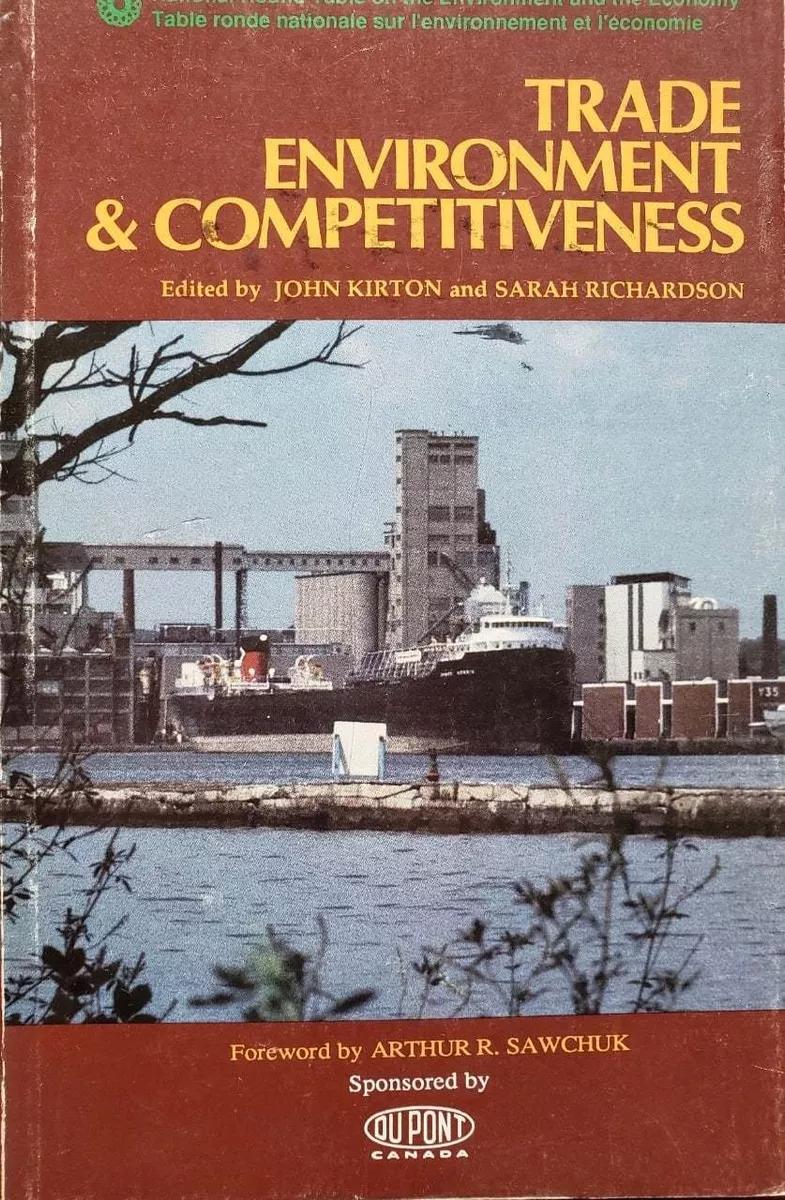 National Round Table on the Environment and the Economy
Table ronde nationale sur l'environnement et l'économie
TRADE
ENVIRONMENT
& COMPETITIVENESS
Edited by JOHN KIRTON and SARAH RICHARDSON
Y35
Foreword by ARTHUR R. SAWCHUK
Sponsored by
DU PONT
CANADA